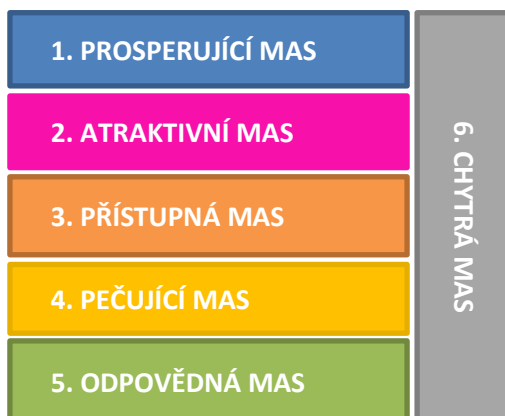 1. PROSPERUJÍCÍ MAS
2. ATRAKTIVNÍ MAS
3. PŘÍSTUPNÁ MAS
4. PEČUJÍCÍ MAS
5. ODPOVĚDNÁ MAS
6. CHYTRÁ MAS